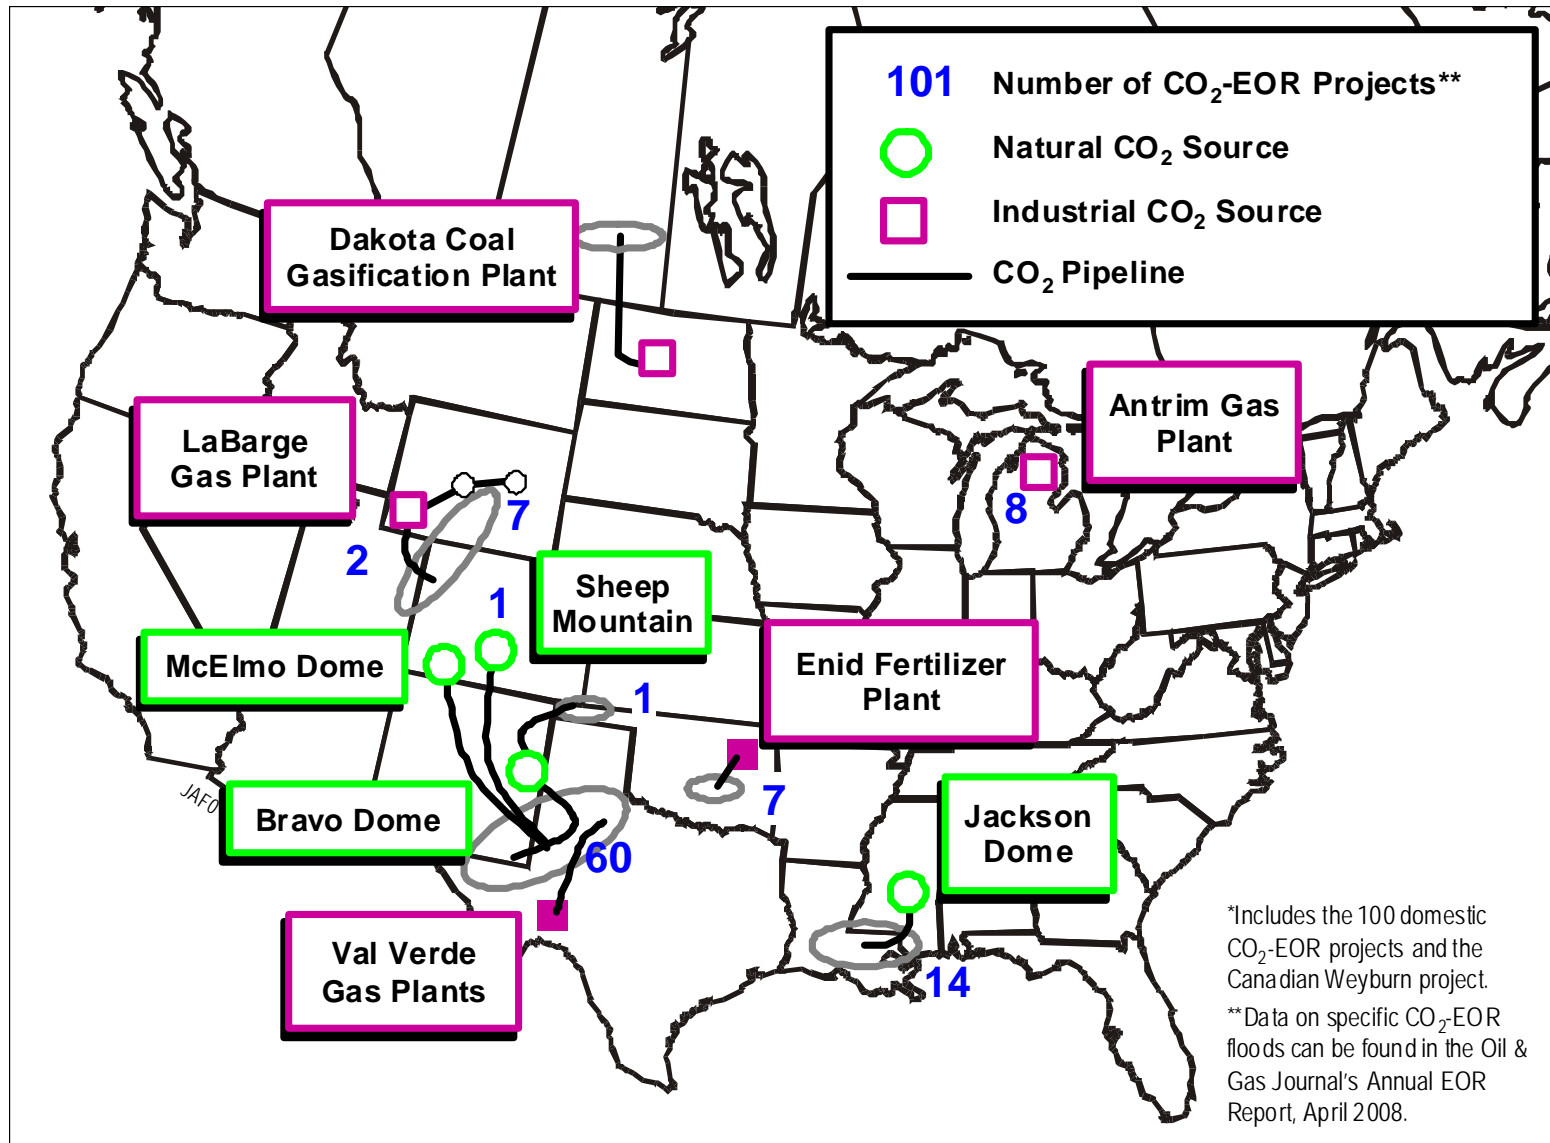 101 Number of CO₂-EOR Projects**
Natural CO₂ Source
Industrial CO₂ Source
CO₂ Pipeline
Dakota Coal
Gasification Plant
Antrim Gas
Plant
LaBarge
Gas Plant
8
7
2
Sheep
Mountain
1
McElmo Dome
Enid Fertilizer
Plant
1
JAF0
Bravo Dome
7
Jackson
Dome
60
Val Verde
Gas Plants
14
*Includes the 100 domestic
CO₂-EOR projects and the
Canadian Weyburn project.
**Data on specific CO₂-EOR
floods can be found in the Oil &
Gas Journal's Annual EOR
Report, April 2008.